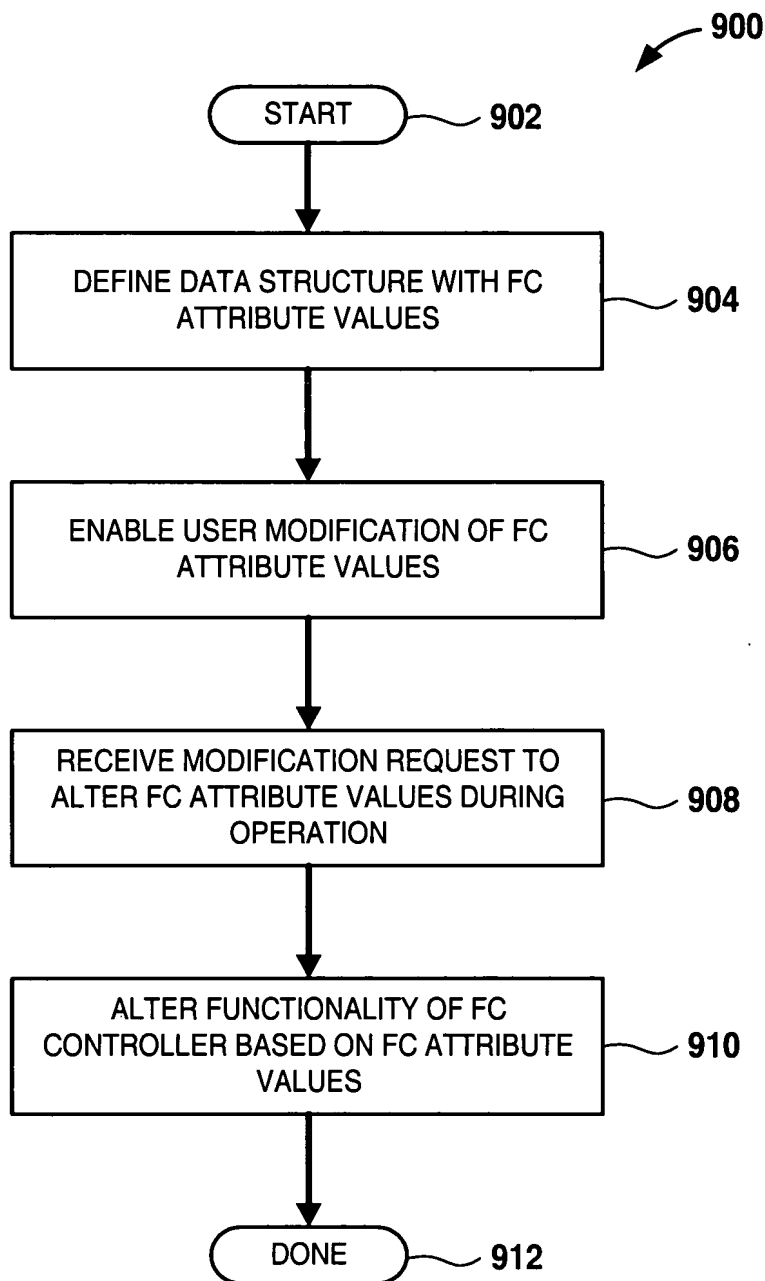 900
START
902
DEFINE DATA STRUCTURE WITH FC
ATTRIBUTE VALUES
904
ENABLE USER MODIFICATION OF FC
ATTRIBUTE VALUES
906
RECEIVE MODIFICATION REQUEST TO
ALTER FC ATTRIBUTE VALUES DURING
OPERATION
908
ALTER FUNCTIONALITY OF FC
CONTROLLER BASED ON FC ATTRIBUTE
VALUES
910
DONE
912